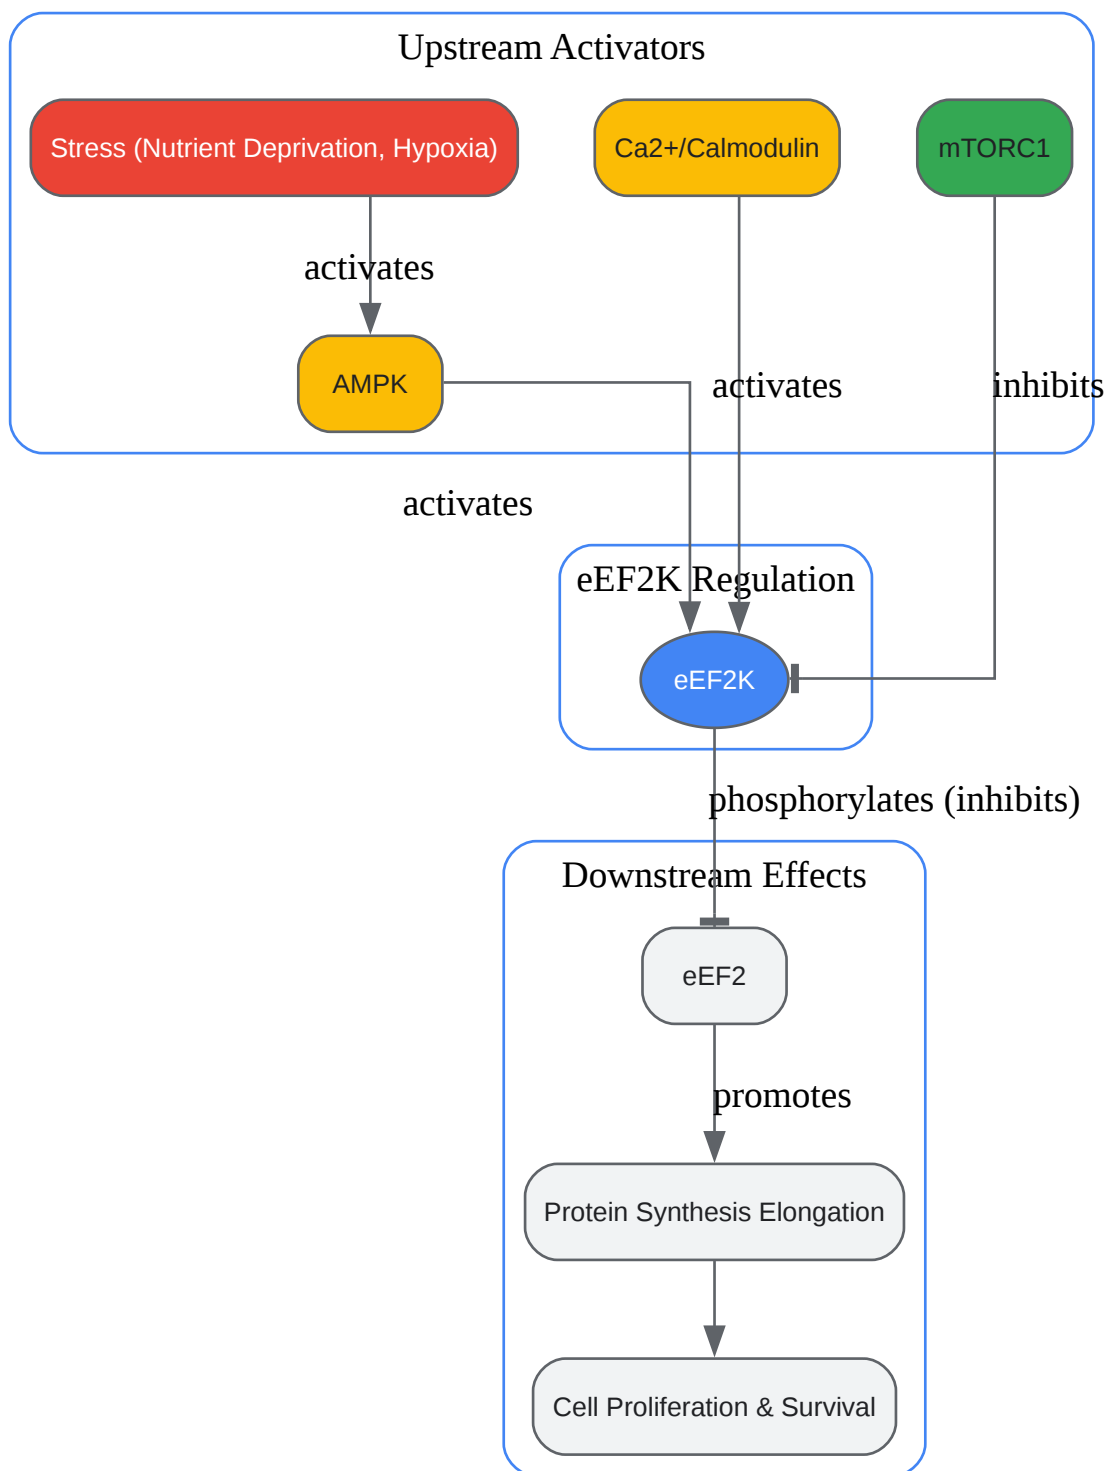 Upstream Activators
Stress (Nutrient Deprivation, Hypoxia)
Ca2+/Calmodulin
mTORC1
activates
AMPK
activates
inhibits
activates
eEF2K Regulation
eEF2K
phosphorylates (inhibits)
Downstream Effects
eEF2
promotes
Protein Synthesis Elongation
Cell Proliferation & Survival